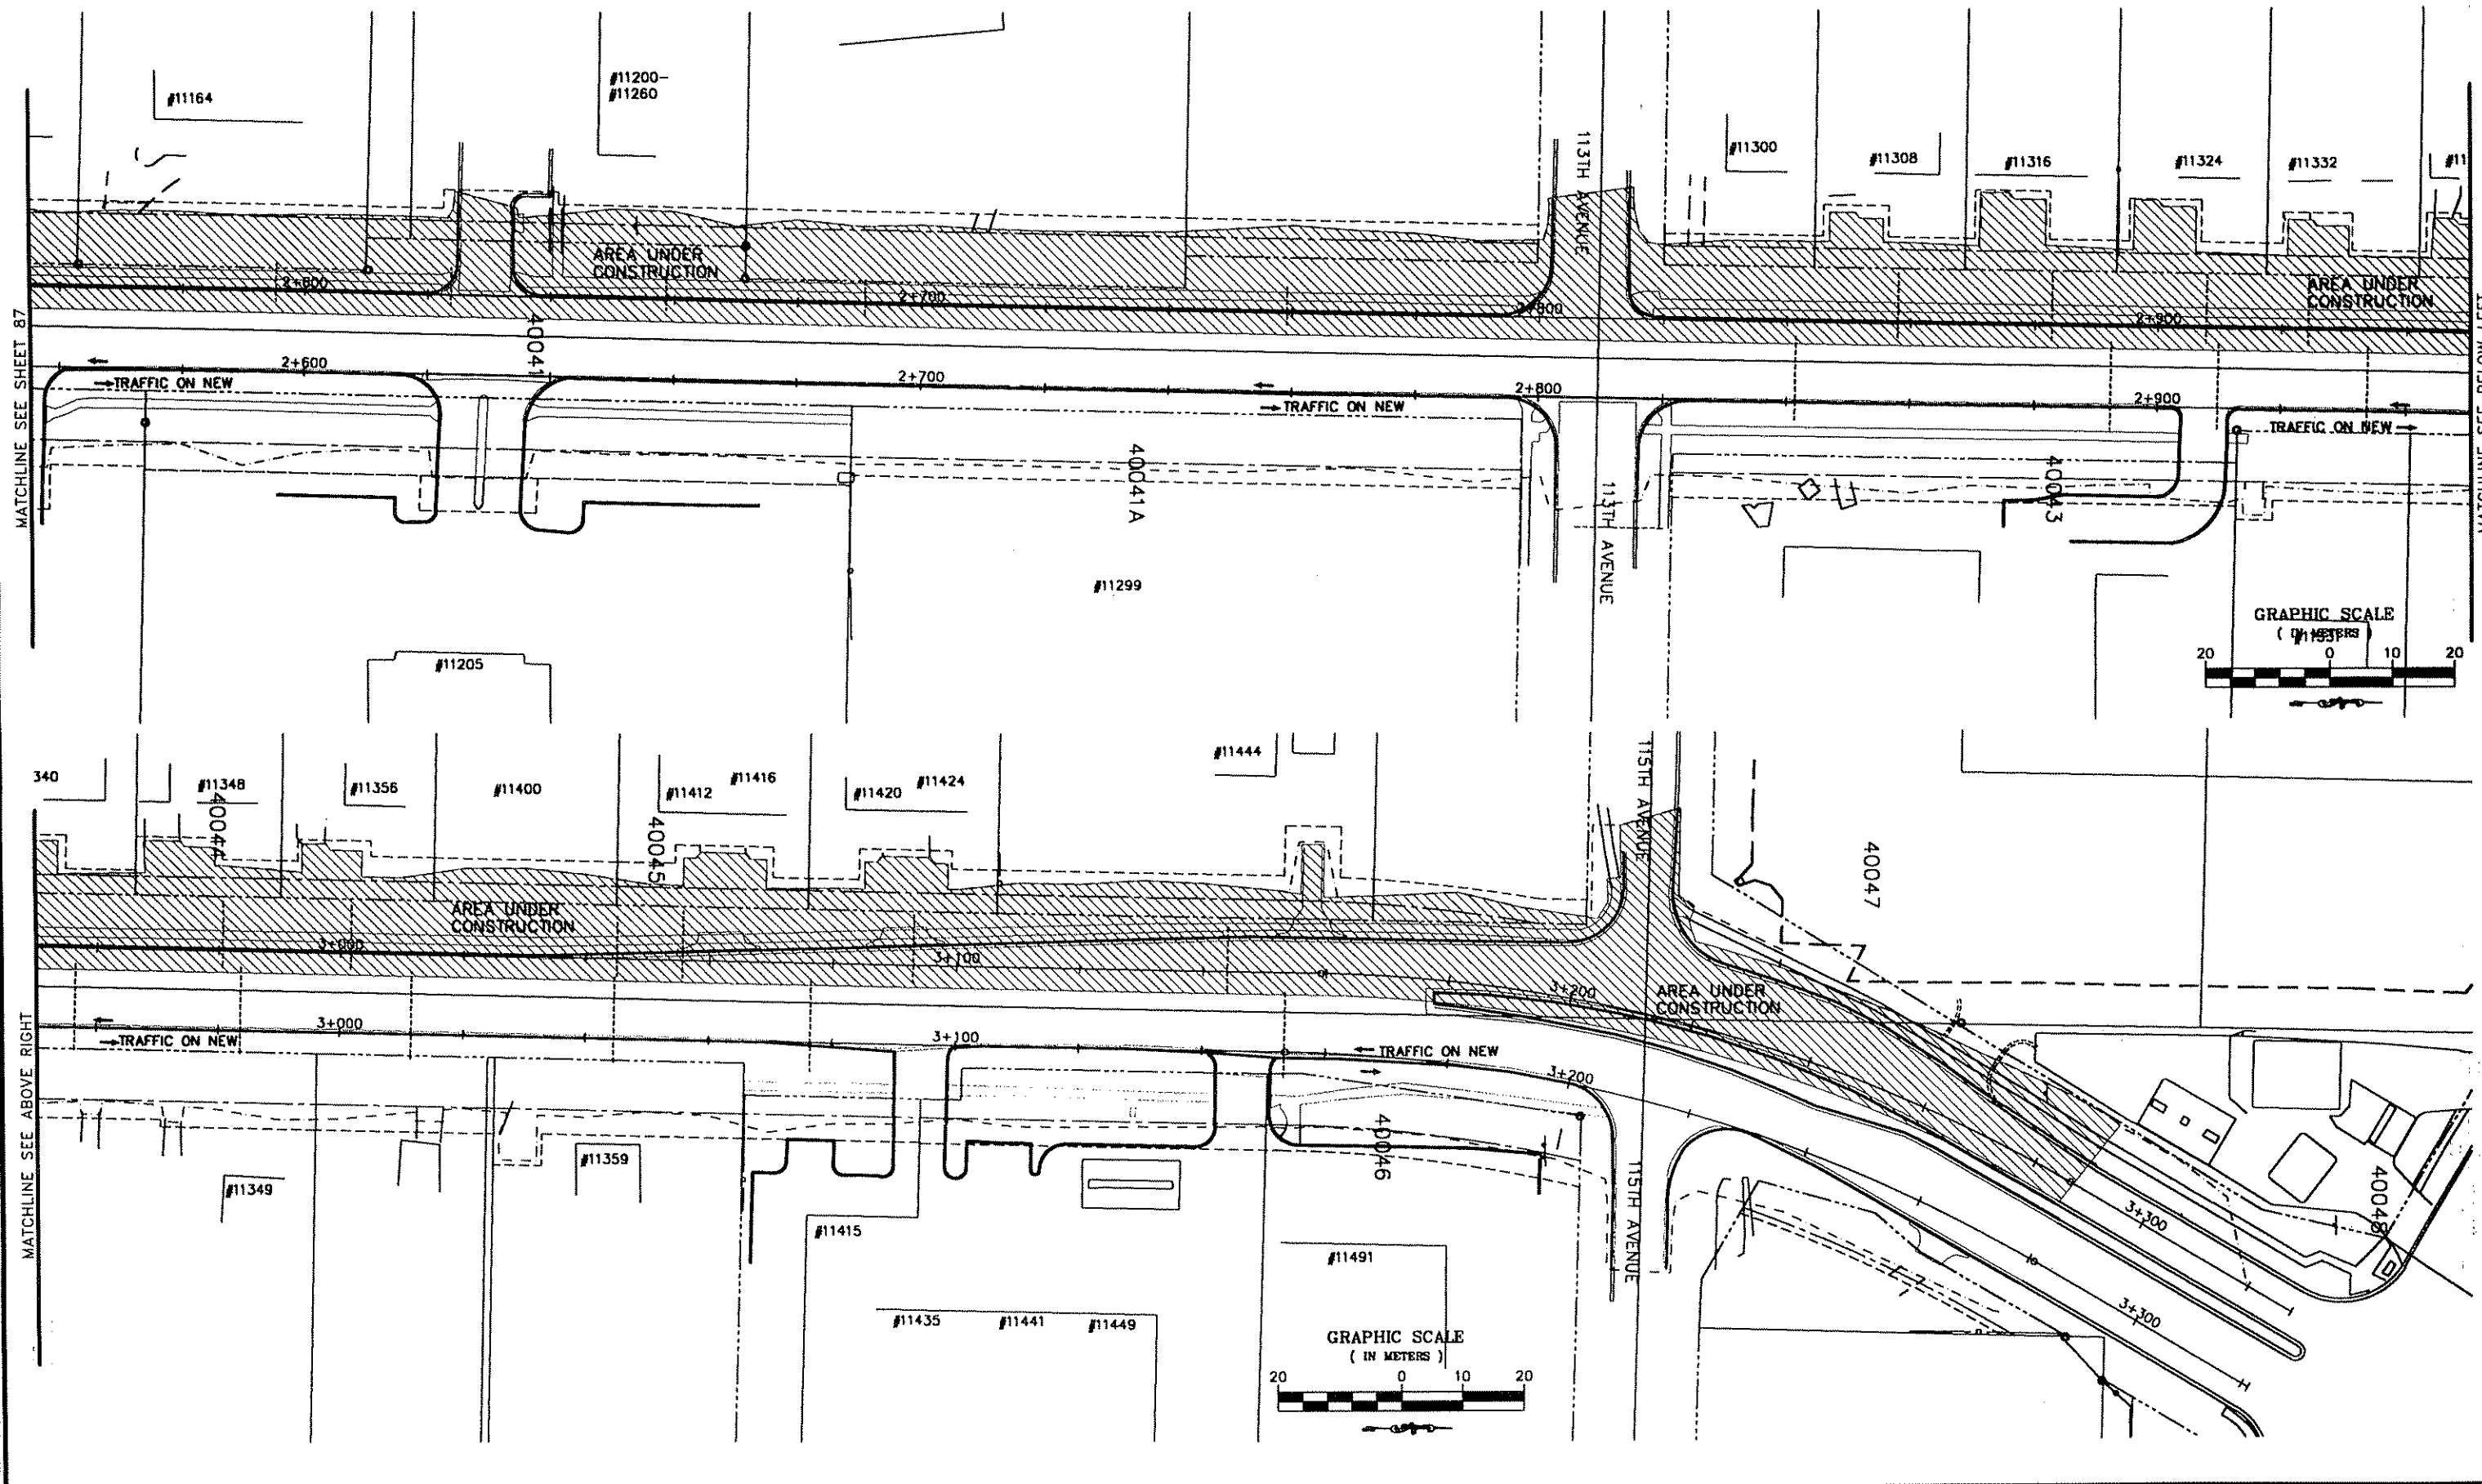 #11164
#11200-
#11260
113TH AVENUE
#11300
#11308
#11316
#11324
#11332
#11
AREA UNDER
CONSTRUCTION
AREA UNDER
CONSTRUCTION
2+600
2+700
2+800
2+900
MATCHLINE SEE SHEET 87
40041
2+600
2+700
2+800
2+900
TRAFFIC ON NEW
TRAFFIC ON NEW
TRAFFIC ON NEW
40041A
40043
113TH AVENUE
#11299
#11205
GRAPHIC SCALE
( IN METERS )
20 0 10 20
115TH AVENUE
340
#11348
#11356
#11400
#11412
#11416
#11420
#11424
#11444
40044
40045
40047
AREA UNDER
CONSTRUCTION
3+000
3+100
3+200
AREA UNDER
CONSTRUCTION
MATCHLINE SEE ABOVE RIGHT
3+000
3+100
3+200
TRAFFIC ON NEW
TRAFFIC ON NEW
40046
115TH AVENUE
40048
3+300
3+300
#11349
#11359
#11415
#11491
#11435
#11441
#11449
GRAPHIC SCALE
( IN METERS )
20 0 10 20